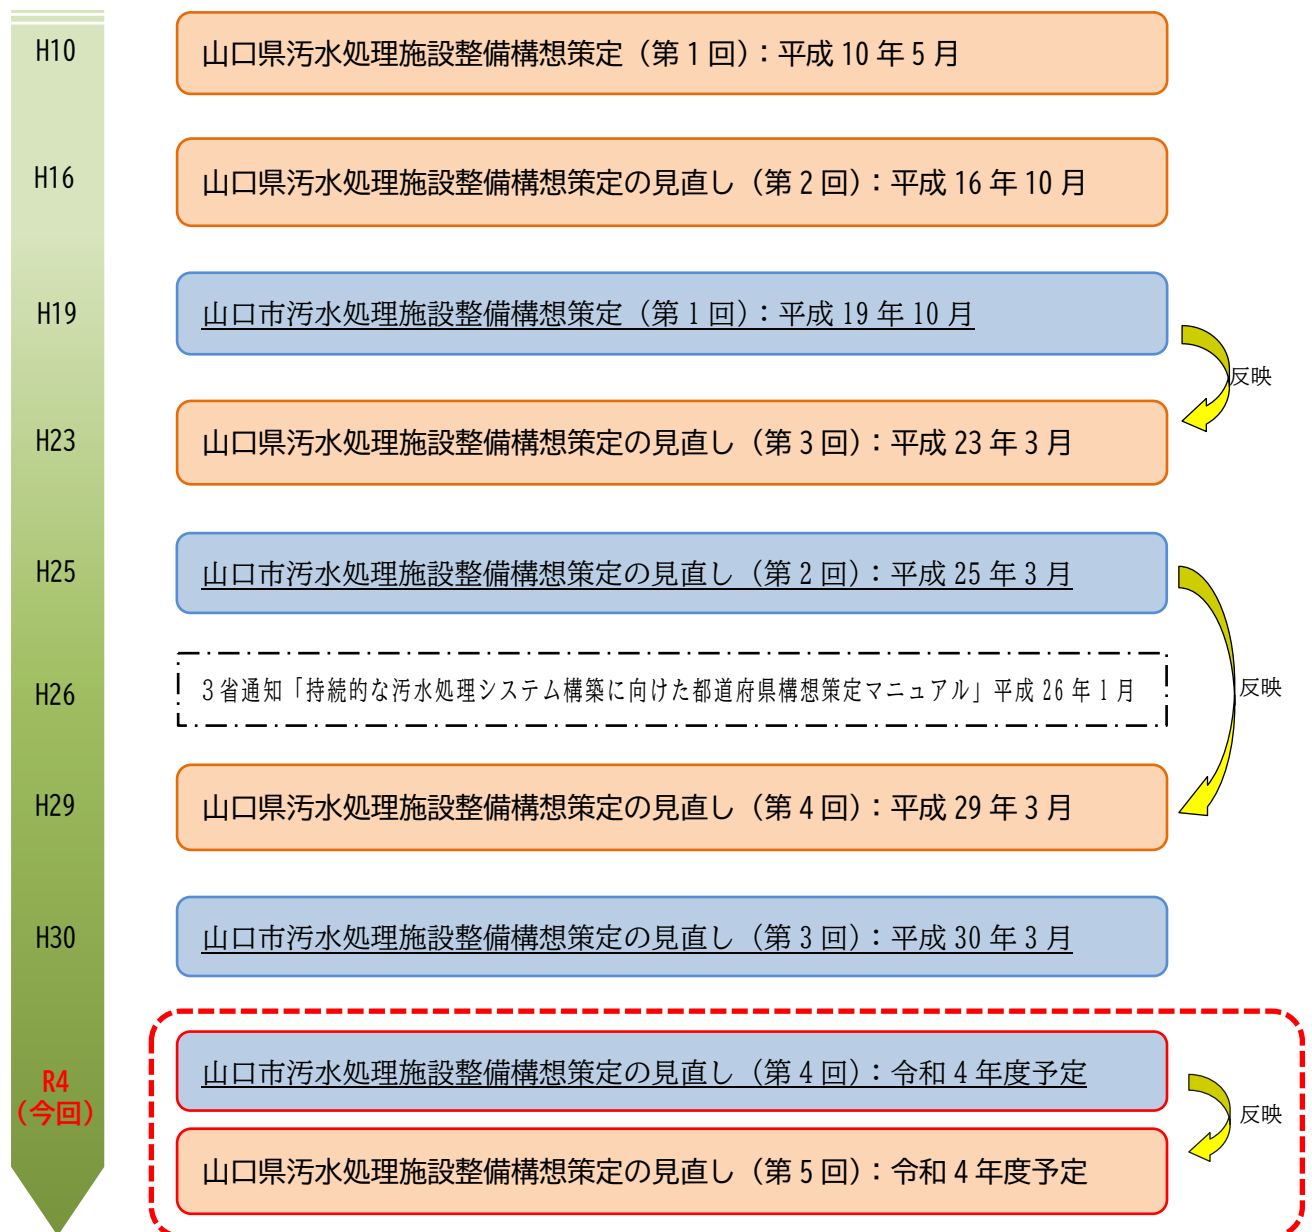 H10
山口県汚水処理施設整備構想策定（第1回）：平成10年5月
H16
山口県汚水処理施設整備構想策定の見直し（第2回）：平成16年10月
H19
山口市汚水処理施設整備構想策定（第1回）：平成19年10月
反映
H23
山口県汚水処理施設整備構想策定の見直し（第3回）：平成23年3月
H25
山口市汚水処理施設整備構想策定の見直し（第2回）：平成25年3月
H26
3省通知「持続的な汚水処理システム構築に向けた都道府県構想策定マニュアル」平成26年1月
反映
H29
山口県汚水処理施設整備構想策定の見直し（第4回）：平成29年3月
H30
山口市汚水処理施設整備構想策定の見直し（第3回）：平成30年3月
R4
（今回）
山口市汚水処理施設整備構想策定の見直し（第4回）：令和4年度予定
反映
山口県汚水処理施設整備構想策定の見直し（第5回）：令和4年度予定